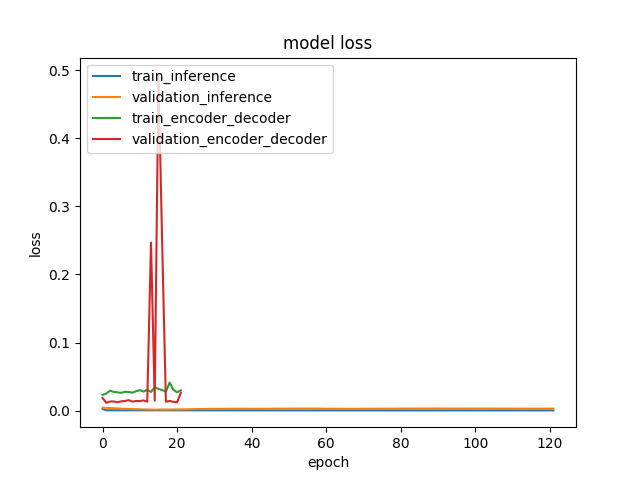 model loss
train_inference
validation_inference
train_encoder_decoder
validation_encoder_decoder
0.5
0.4
0.3
0.2
0.1
0.0
loss
0 20 40 60 80 100 120
epoch